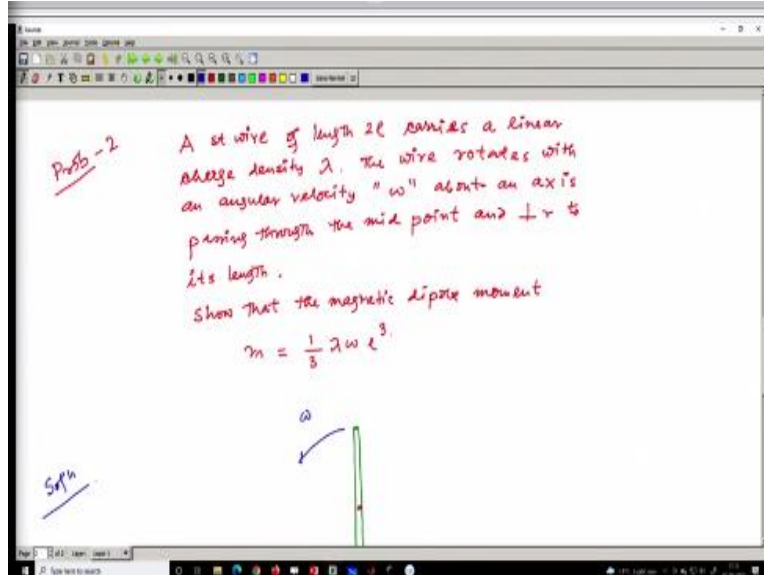 Prob-2
A st wire of length 2l carries a linear
charge density λ. The wire rotates with
an angular velocity "ω" about an axis
passing through the mid point and ⊥r to
its length.
Show that the magnetic dipole moment
m = 1/3 λ ω l^3.
ω
Soln